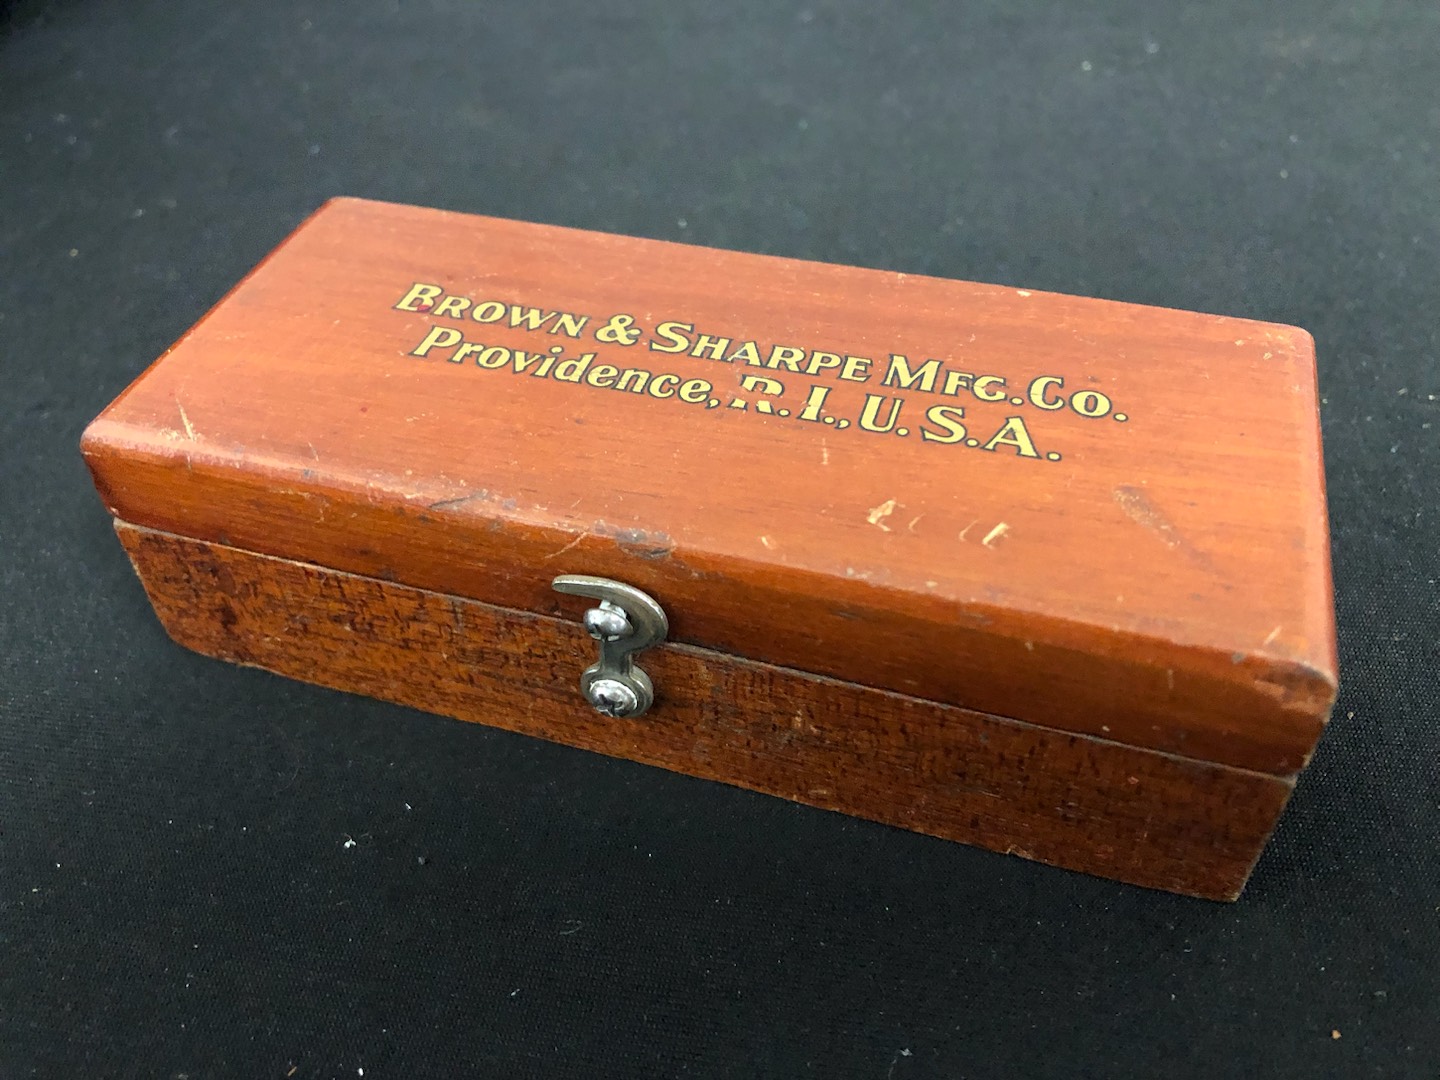 BROWN & SHARPE MFG. CO.
Providence, R.I., U.S.A.